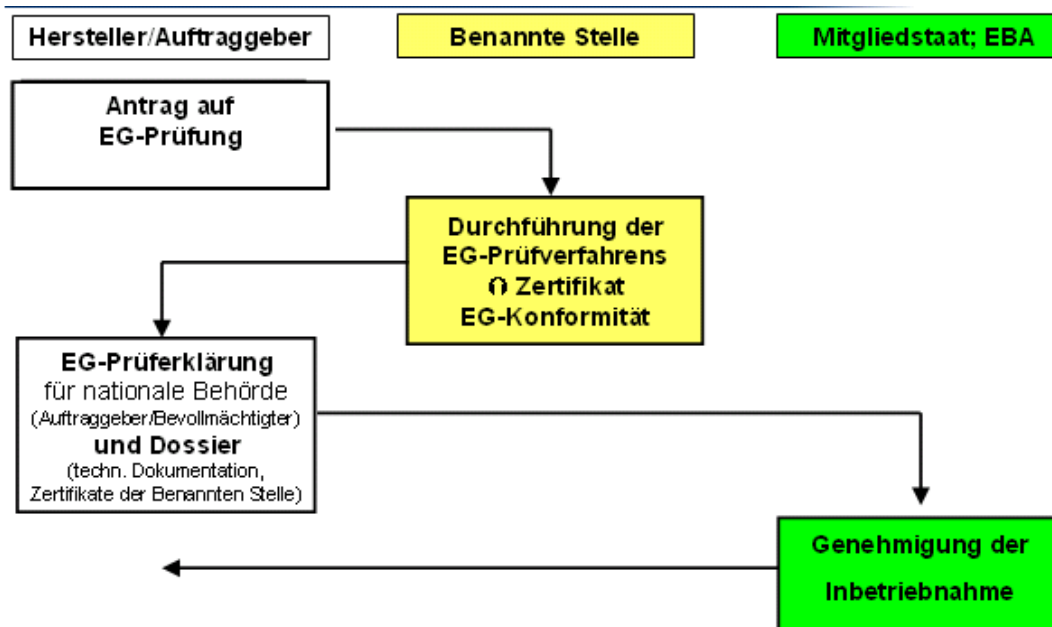 Hersteller/Auftraggeber
Benannte Stelle
Mitgliedstaat; EBA
Antrag auf
EG-Prüfung
Durchführung der
EG-Prüfverfahrens
∩ Zertifikat
EG-Konformität
EG-Prüferklärung
für nationale Behörde
(Auftraggeber/Bevollmächtigter)
und Dossier
(techn. Dokumentation,
Zertifikate der Benannten Stelle)
Genehmigung der
Inbetriebnahme